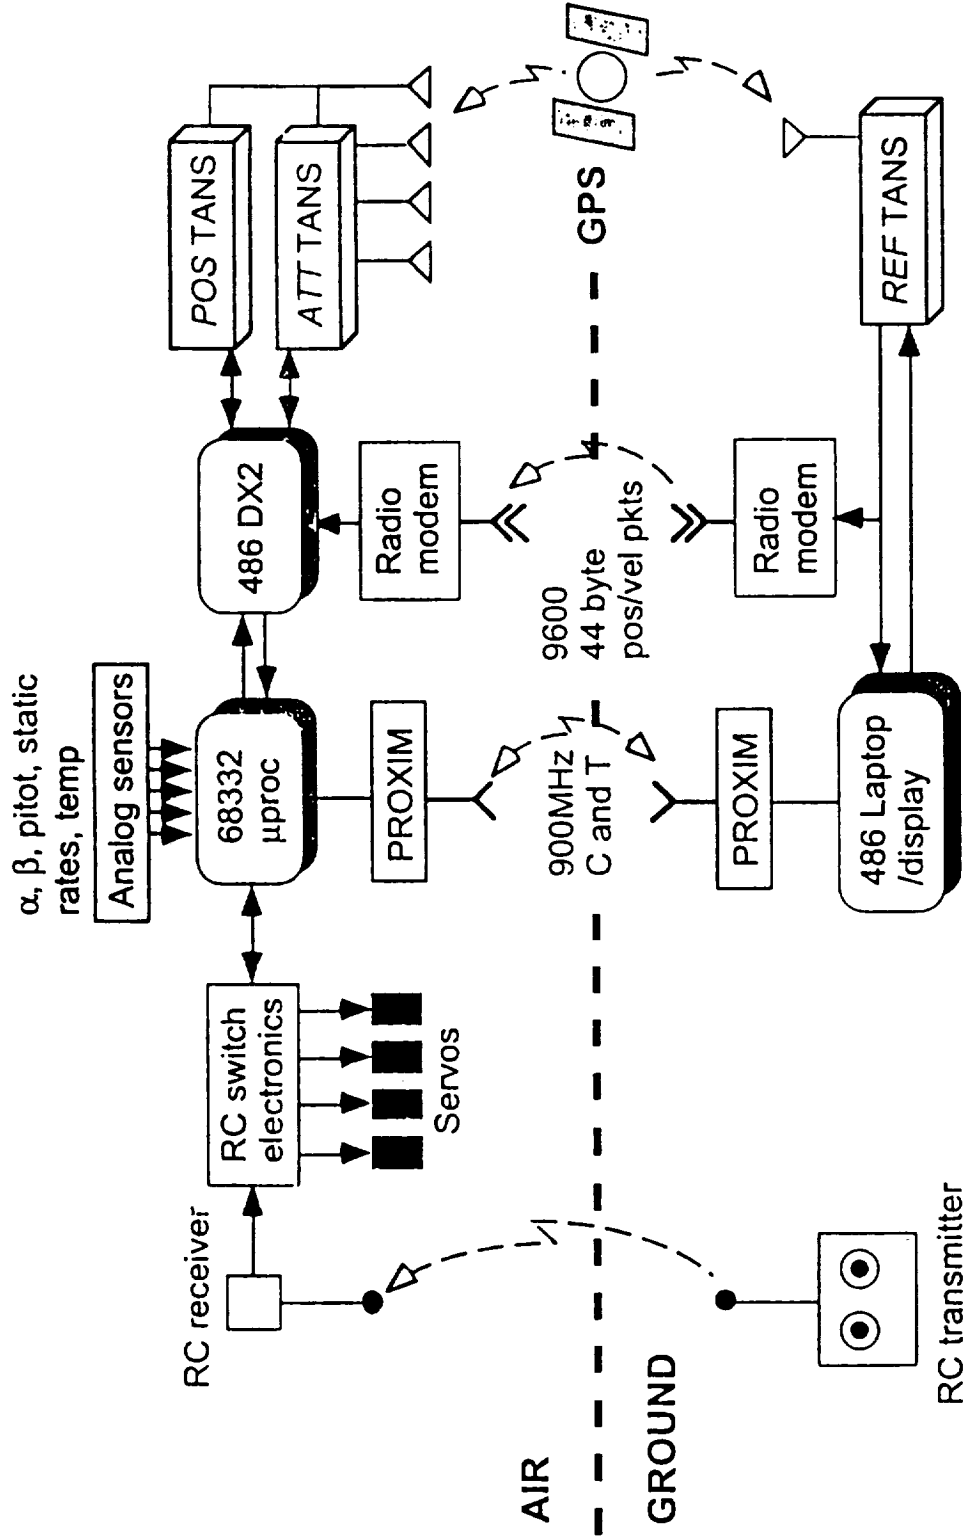 α, β, pitot, static
rates, temp
Analog sensors
RC receiver
RC switch
electronics
Servos
68332
μproc
486 DX2
POS TANS
ATT TANS
PROXIM
Radio
modem
AIR
GROUND
900MHz
C and T
9600
44 byte
pos/vel pkts
GPS
PROXIM
Radio
modem
RC transmitter
486 Laptop
/display
REF TANS